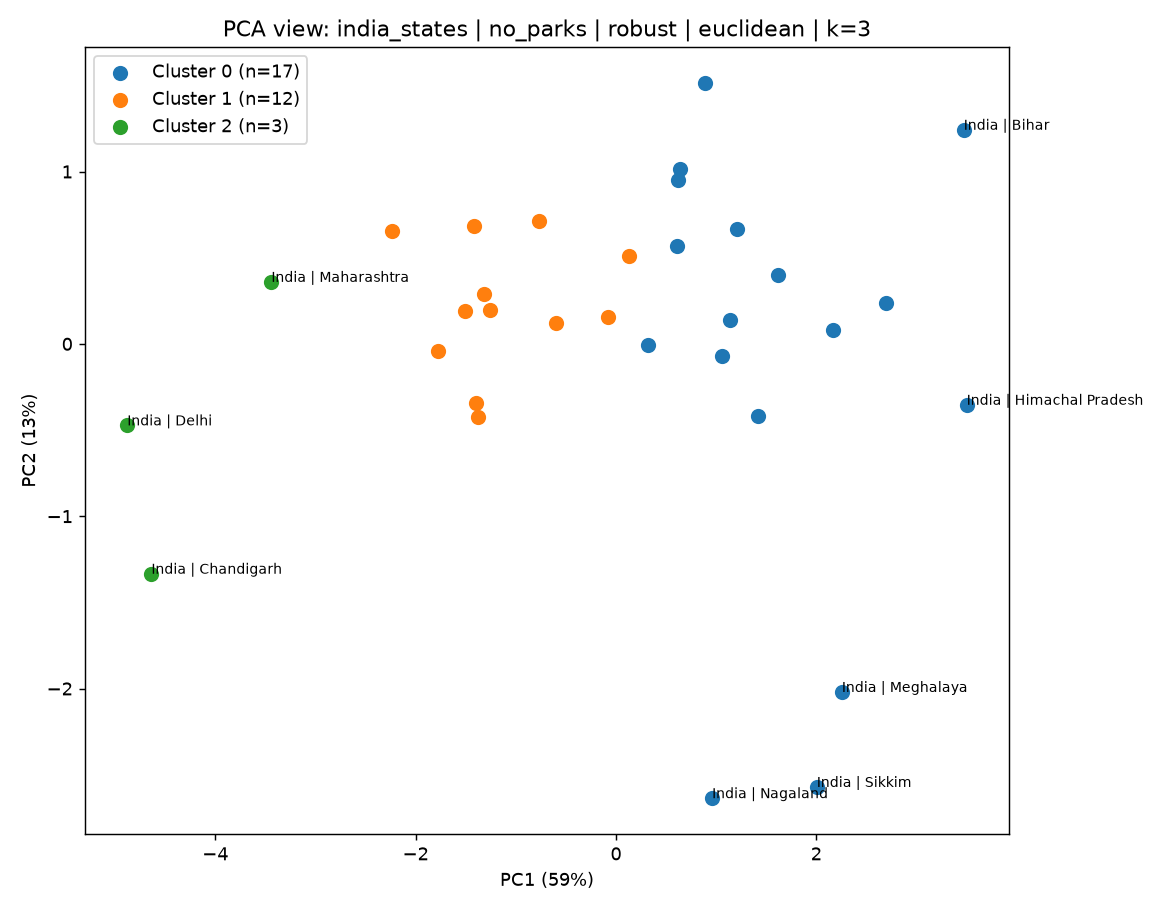 PCA view: india_states | no_parks | robust | euclidean | k=3
Cluster 0 (n=17)
Cluster 1 (n=12)
Cluster 2 (n=3)
India | Bihar
India | Maharashtra
India | Himachal Pradesh
India | Delhi
India | Chandigarh
India | Meghalaya
India | Sikkim
India | Nagaland
1
0
−1
−2
PC2 (13%)
−4
−2
0
2
PC1 (59%)